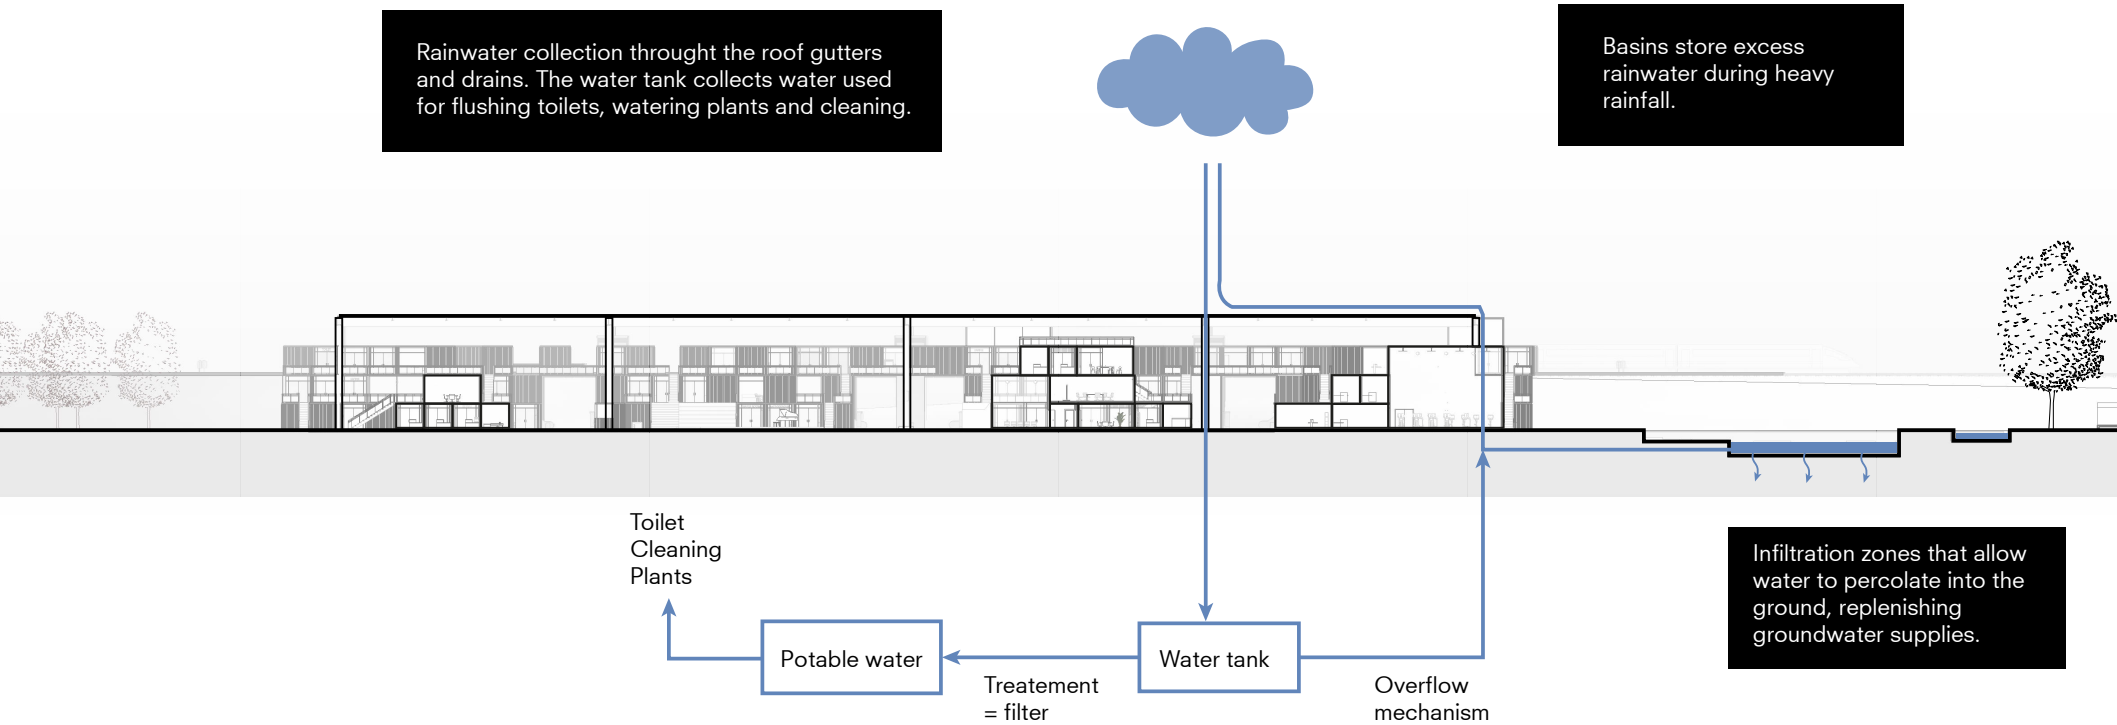 Rainwater collection throught the roof gutters
and drains. The water tank collects water used
for flushing toilets, watering plants and cleaning.
Basins store excess
rainwater during heavy
rainfall.
Toilet
Cleaning
Plants
Potable water
Treatement
= filter
Water tank
Overflow
mechanism
Infiltration zones that allow
water to percolate into the
ground, replenishing
groundwater supplies.